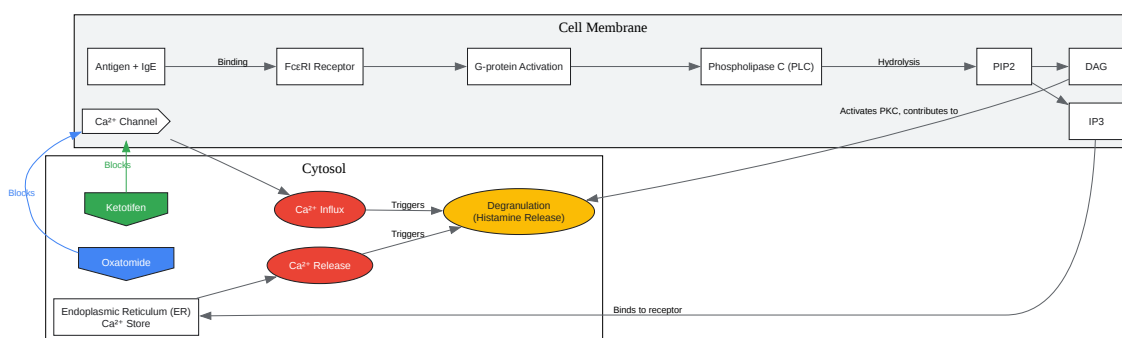 Cell Membrane
Antigen + IgE
Binding
FcεRI Receptor
G-protein Activation
Phospholipase C (PLC)
Hydrolysis
PIP2
DAG
Ca²⁺ Channel
Activates PKC, contributes to
IP3
Cytosol
Blocks
Blocks
Ketotifen
Ca²⁺ Influx
Triggers
Degranulation
(Histamine Release)
Triggers
Oxatomide
Ca²⁺ Release
Endoplasmic Reticulum (ER)
Ca²⁺ Store
Binds to receptor